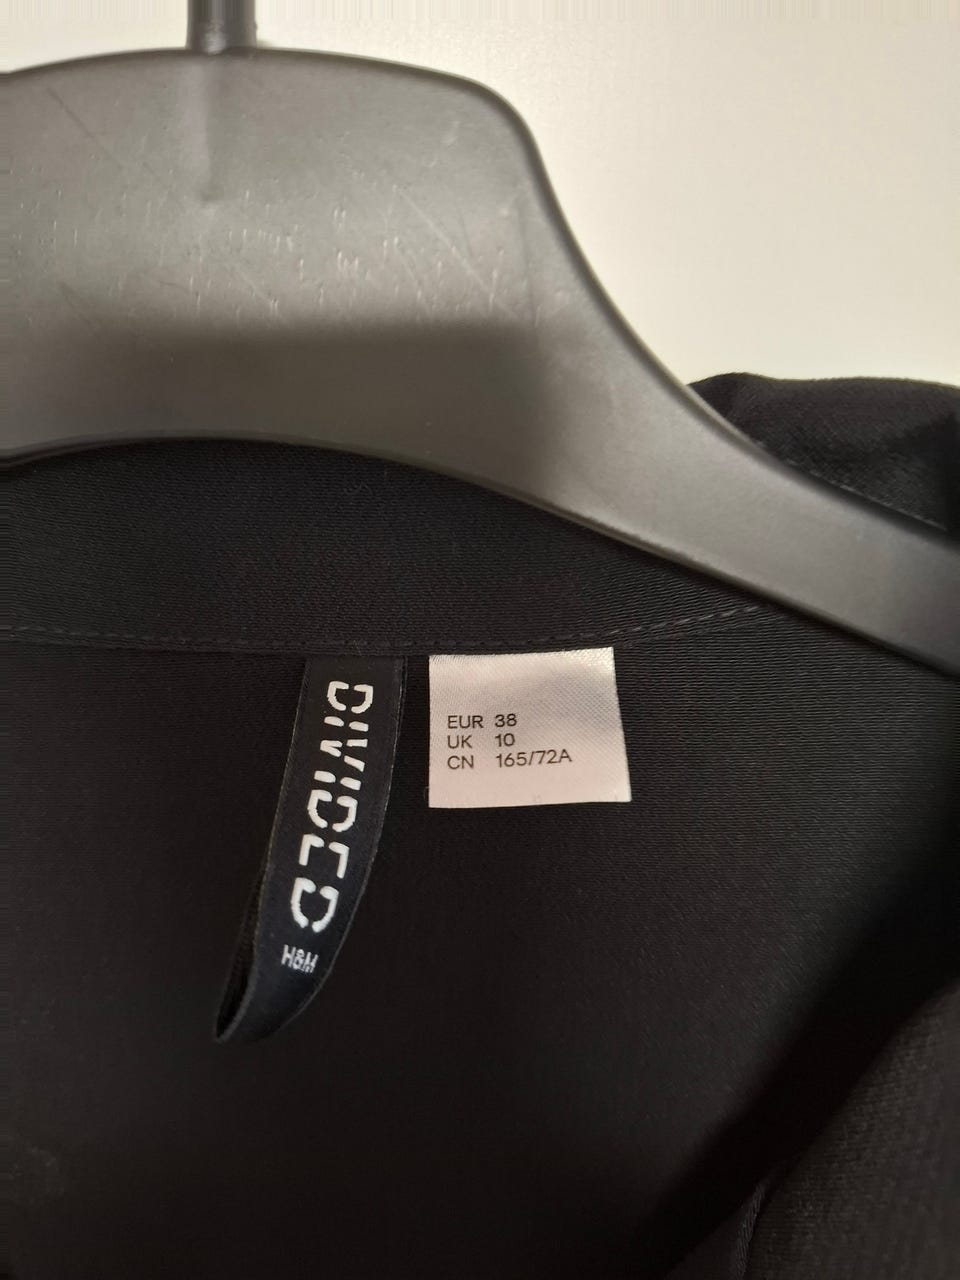 DIVIDED
H&M
EUR 38
UK 10
CN 165/72A